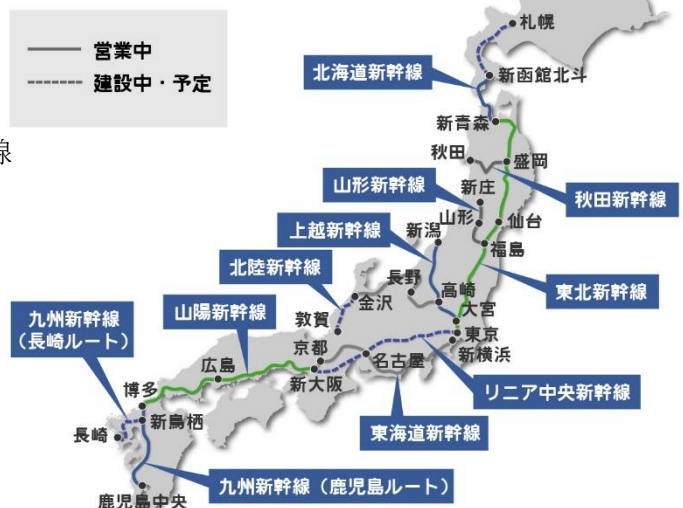 営業中
建設中・予定
線
札幌
北海道新幹線
新函館北斗
新青森
秋田
盛岡
秋田新幹線
山形新幹線
新庄
山形
仙台
上越新幹線
新潟
福島
東北新幹線
北陸新幹線
長野
高崎
金沢
大宮
九州新幹線
（長崎ルート）
山陽新幹線
敦賀
京都
東京
新横浜
広島
名古屋
新大阪
リニア中央新幹線
博多
新鳥栖
東海道新幹線
長崎
九州新幹線（鹿児島ルート）
鹿児島中央